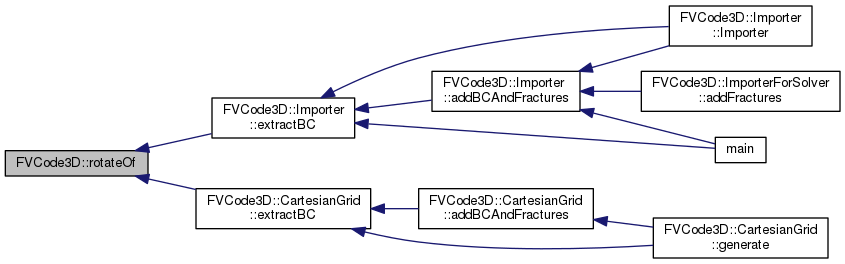 FVCode3D::rotateOf
FVCode3D::Importer
::extractBC
FVCode3D::CartesianGrid
::extractBC
FVCode3D::Importer
::addBCAndFractures
FVCode3D::CartesianGrid
::addBCAndFractures
FVCode3D::Importer
::Importer
FVCode3D::ImporterForSolver
::addFractures
main
FVCode3D::CartesianGrid
::generate